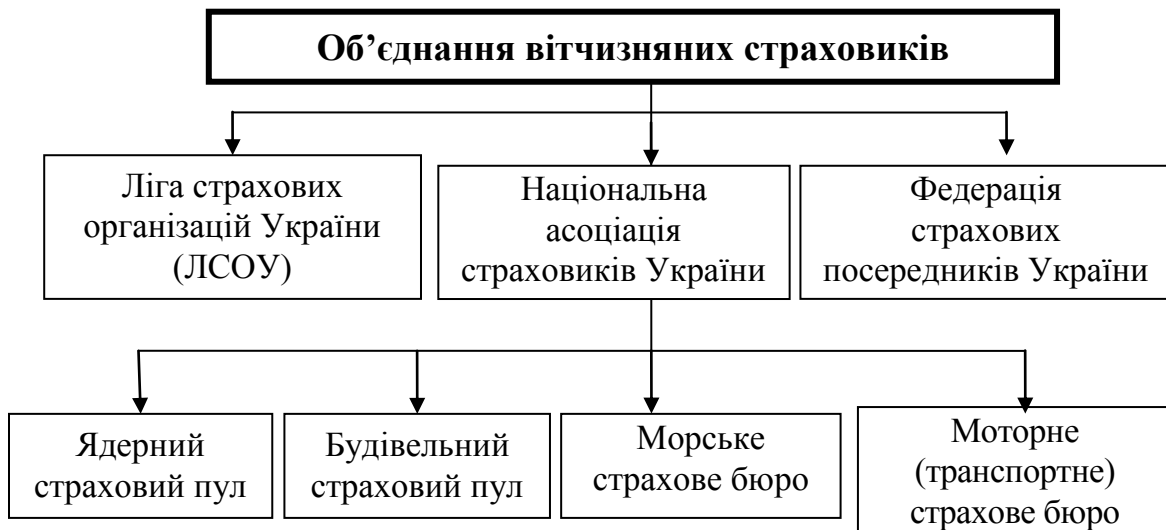 Об’єднання вітчизняних страховиків
Ліга страхових
організацій України
(ЛСОУ)
Національна
асоціація
страховиків України
Федерація
страхових
посередників України
Ядерний
страховий пул
Будівельний
страховий пул
Морське
страхове бюро
Моторне
(транспортне)
страхове бюро